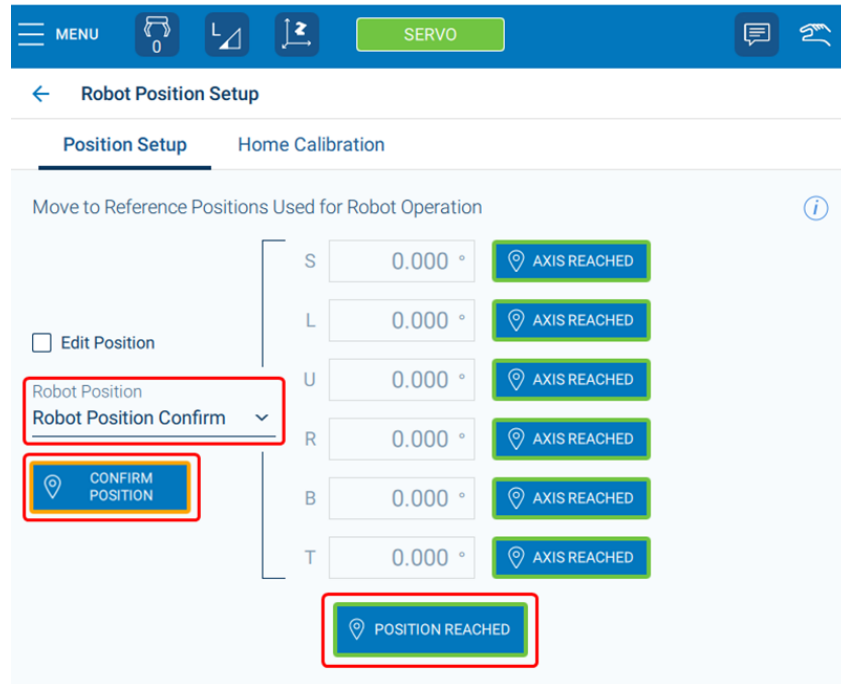 MENU
0
L
Z
SERVO
Robot Position Setup
Position Setup
Home Calibration
Move to Reference Positions Used for Robot Operation
i
S 0.000 ° AXIS REACHED
L 0.000 ° AXIS REACHED
Edit Position
U 0.000 ° AXIS REACHED
Robot Position
Robot Position Confirm
R 0.000 ° AXIS REACHED
CONFIRM
POSITION
B 0.000 ° AXIS REACHED
T 0.000 ° AXIS REACHED
POSITION REACHED